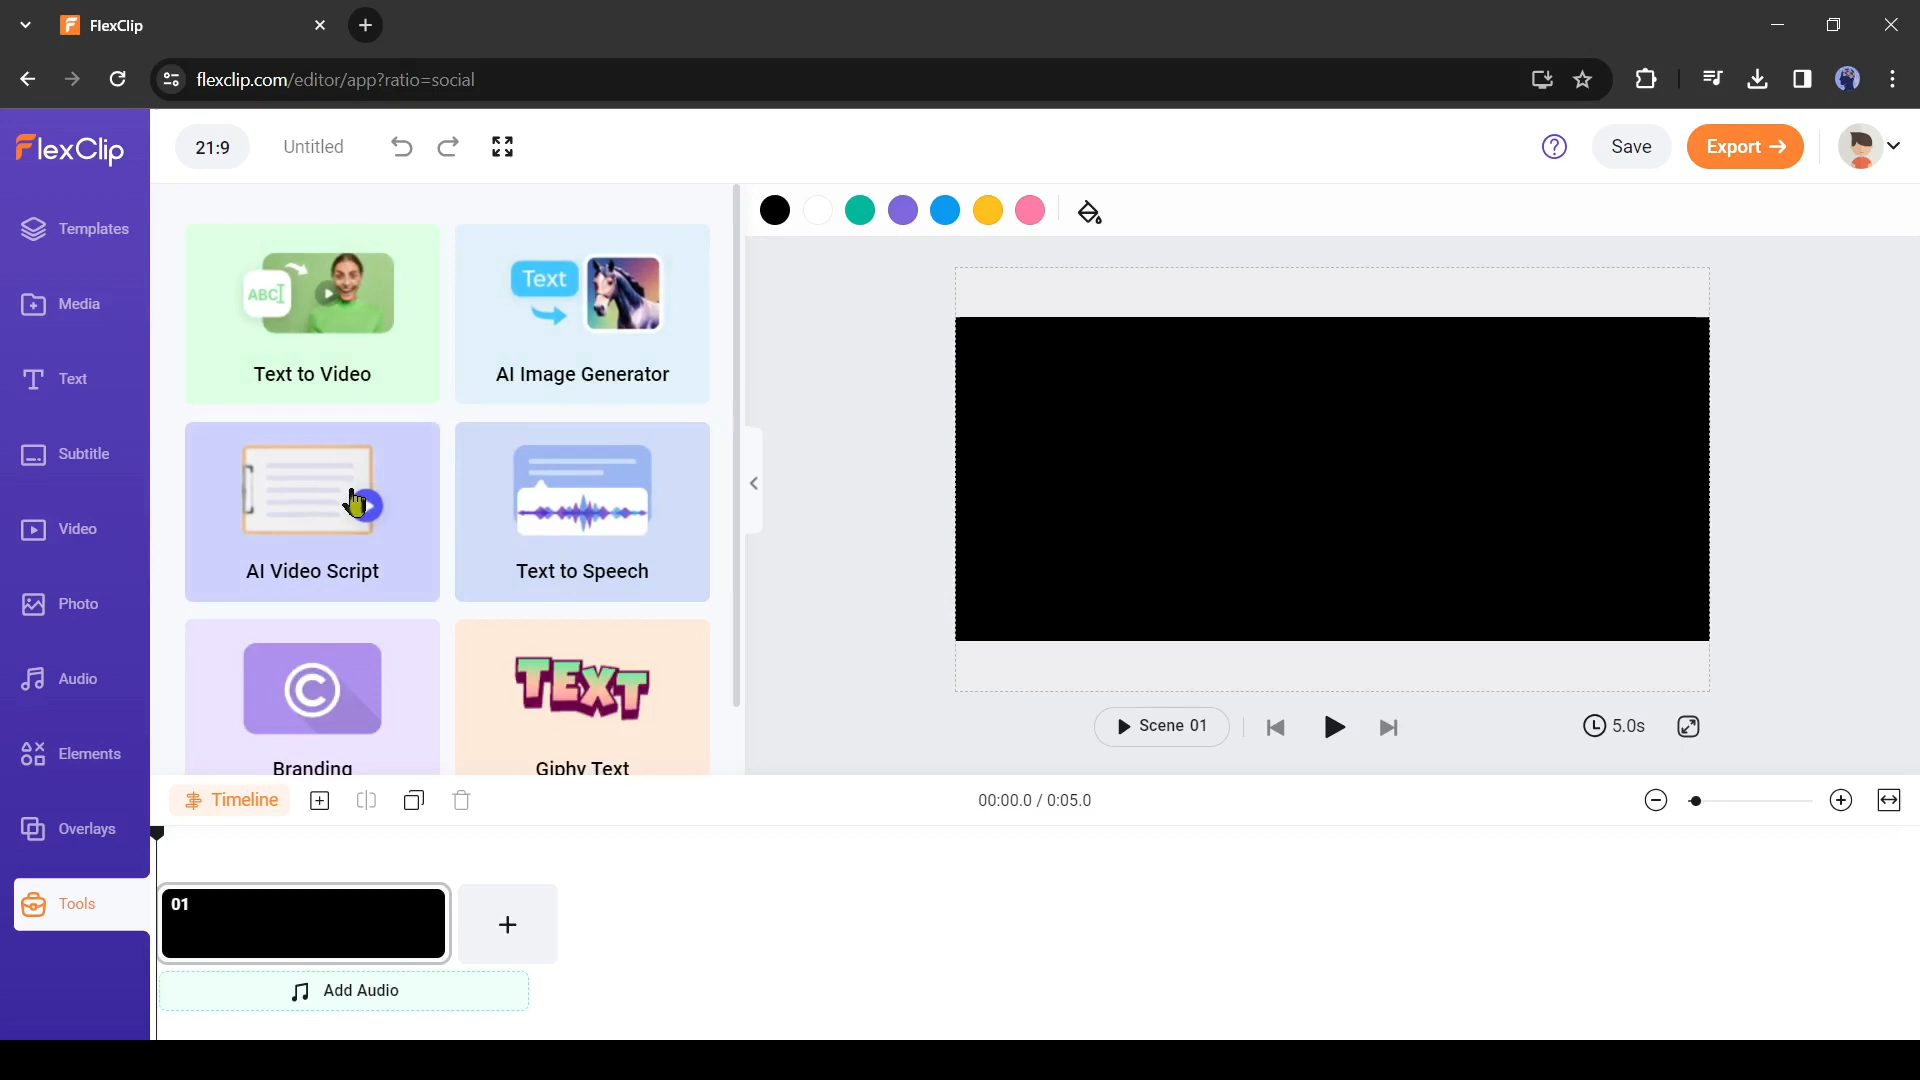 FlexClip
flexclip.com/editor/app?ratio=social
FlexClip
21:9
Untitled
Save
Export
Templates
Media
Text
Subtitle
Video
Photo
Audio
Elements
Overlays
Tools
ABC
Text to Video
Text
AI Image Generator
AI Video Script
Text to Speech
Branding
TEXT
Giphy Text
Scene 01
5.0s
Timeline
00:00.0 / 0:05.0
01
Add Audio